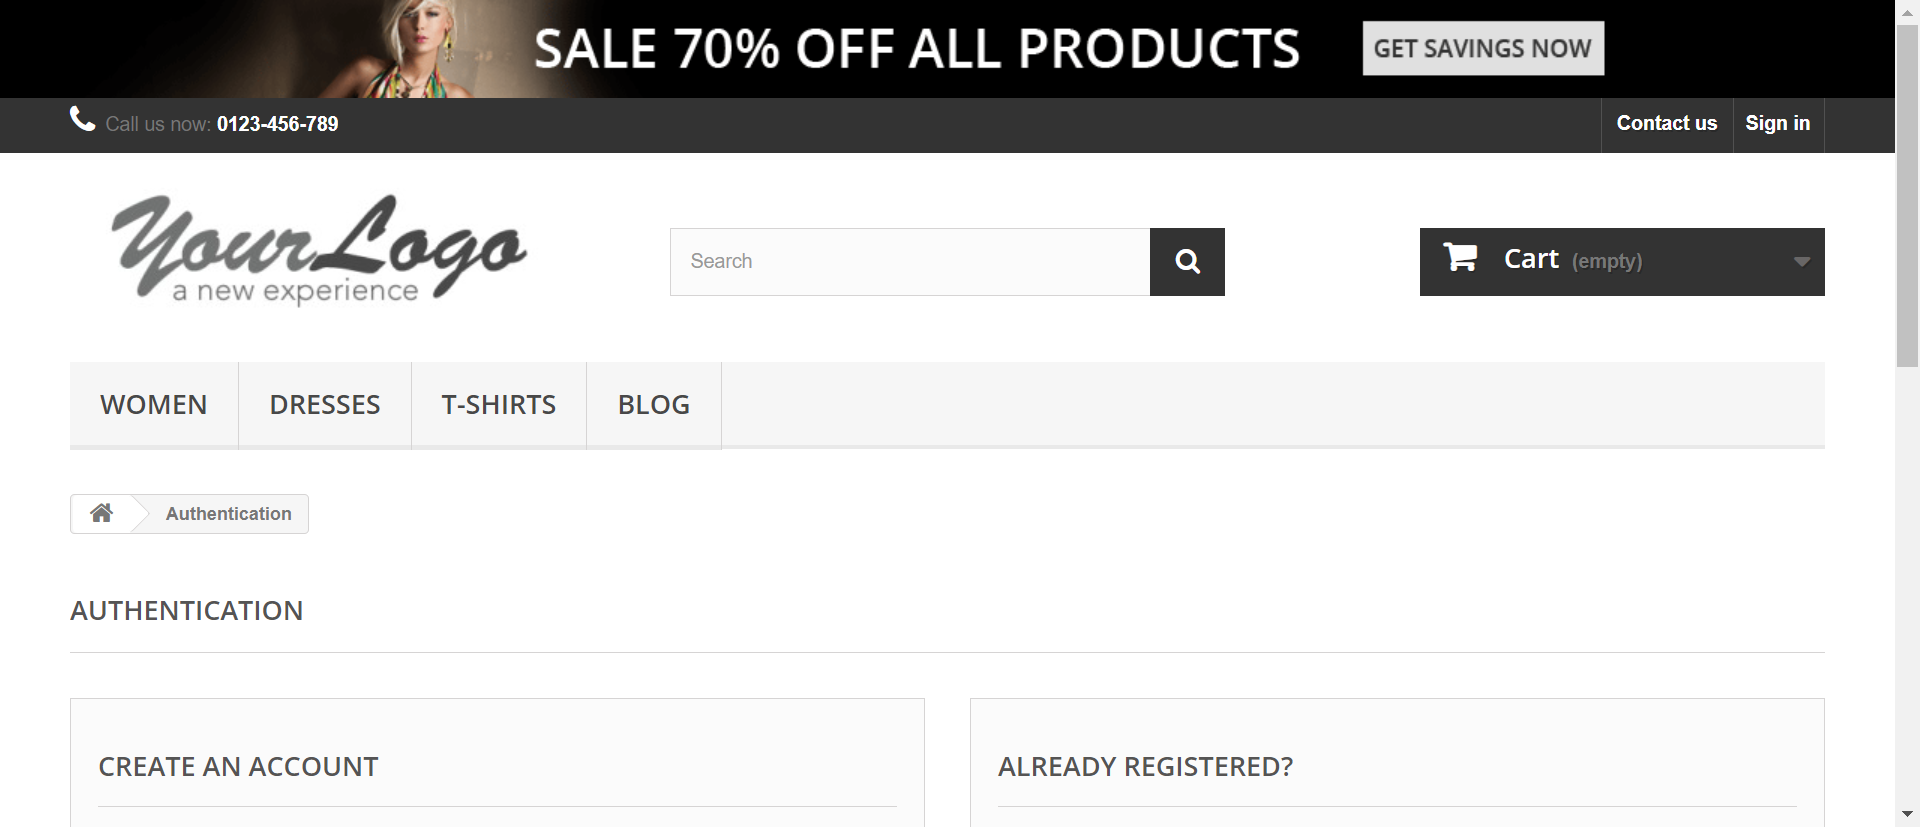 SALE 70% OFF ALL PRODUCTS
GET SAVINGS NOW
Call us now: 0123-456-789
Contact us
Sign in
YourLogo
a new experience
Search
Cart (empty)
WOMEN
DRESSES
T-SHIRTS
BLOG
Authentication
AUTHENTICATION
CREATE AN ACCOUNT
ALREADY REGISTERED?